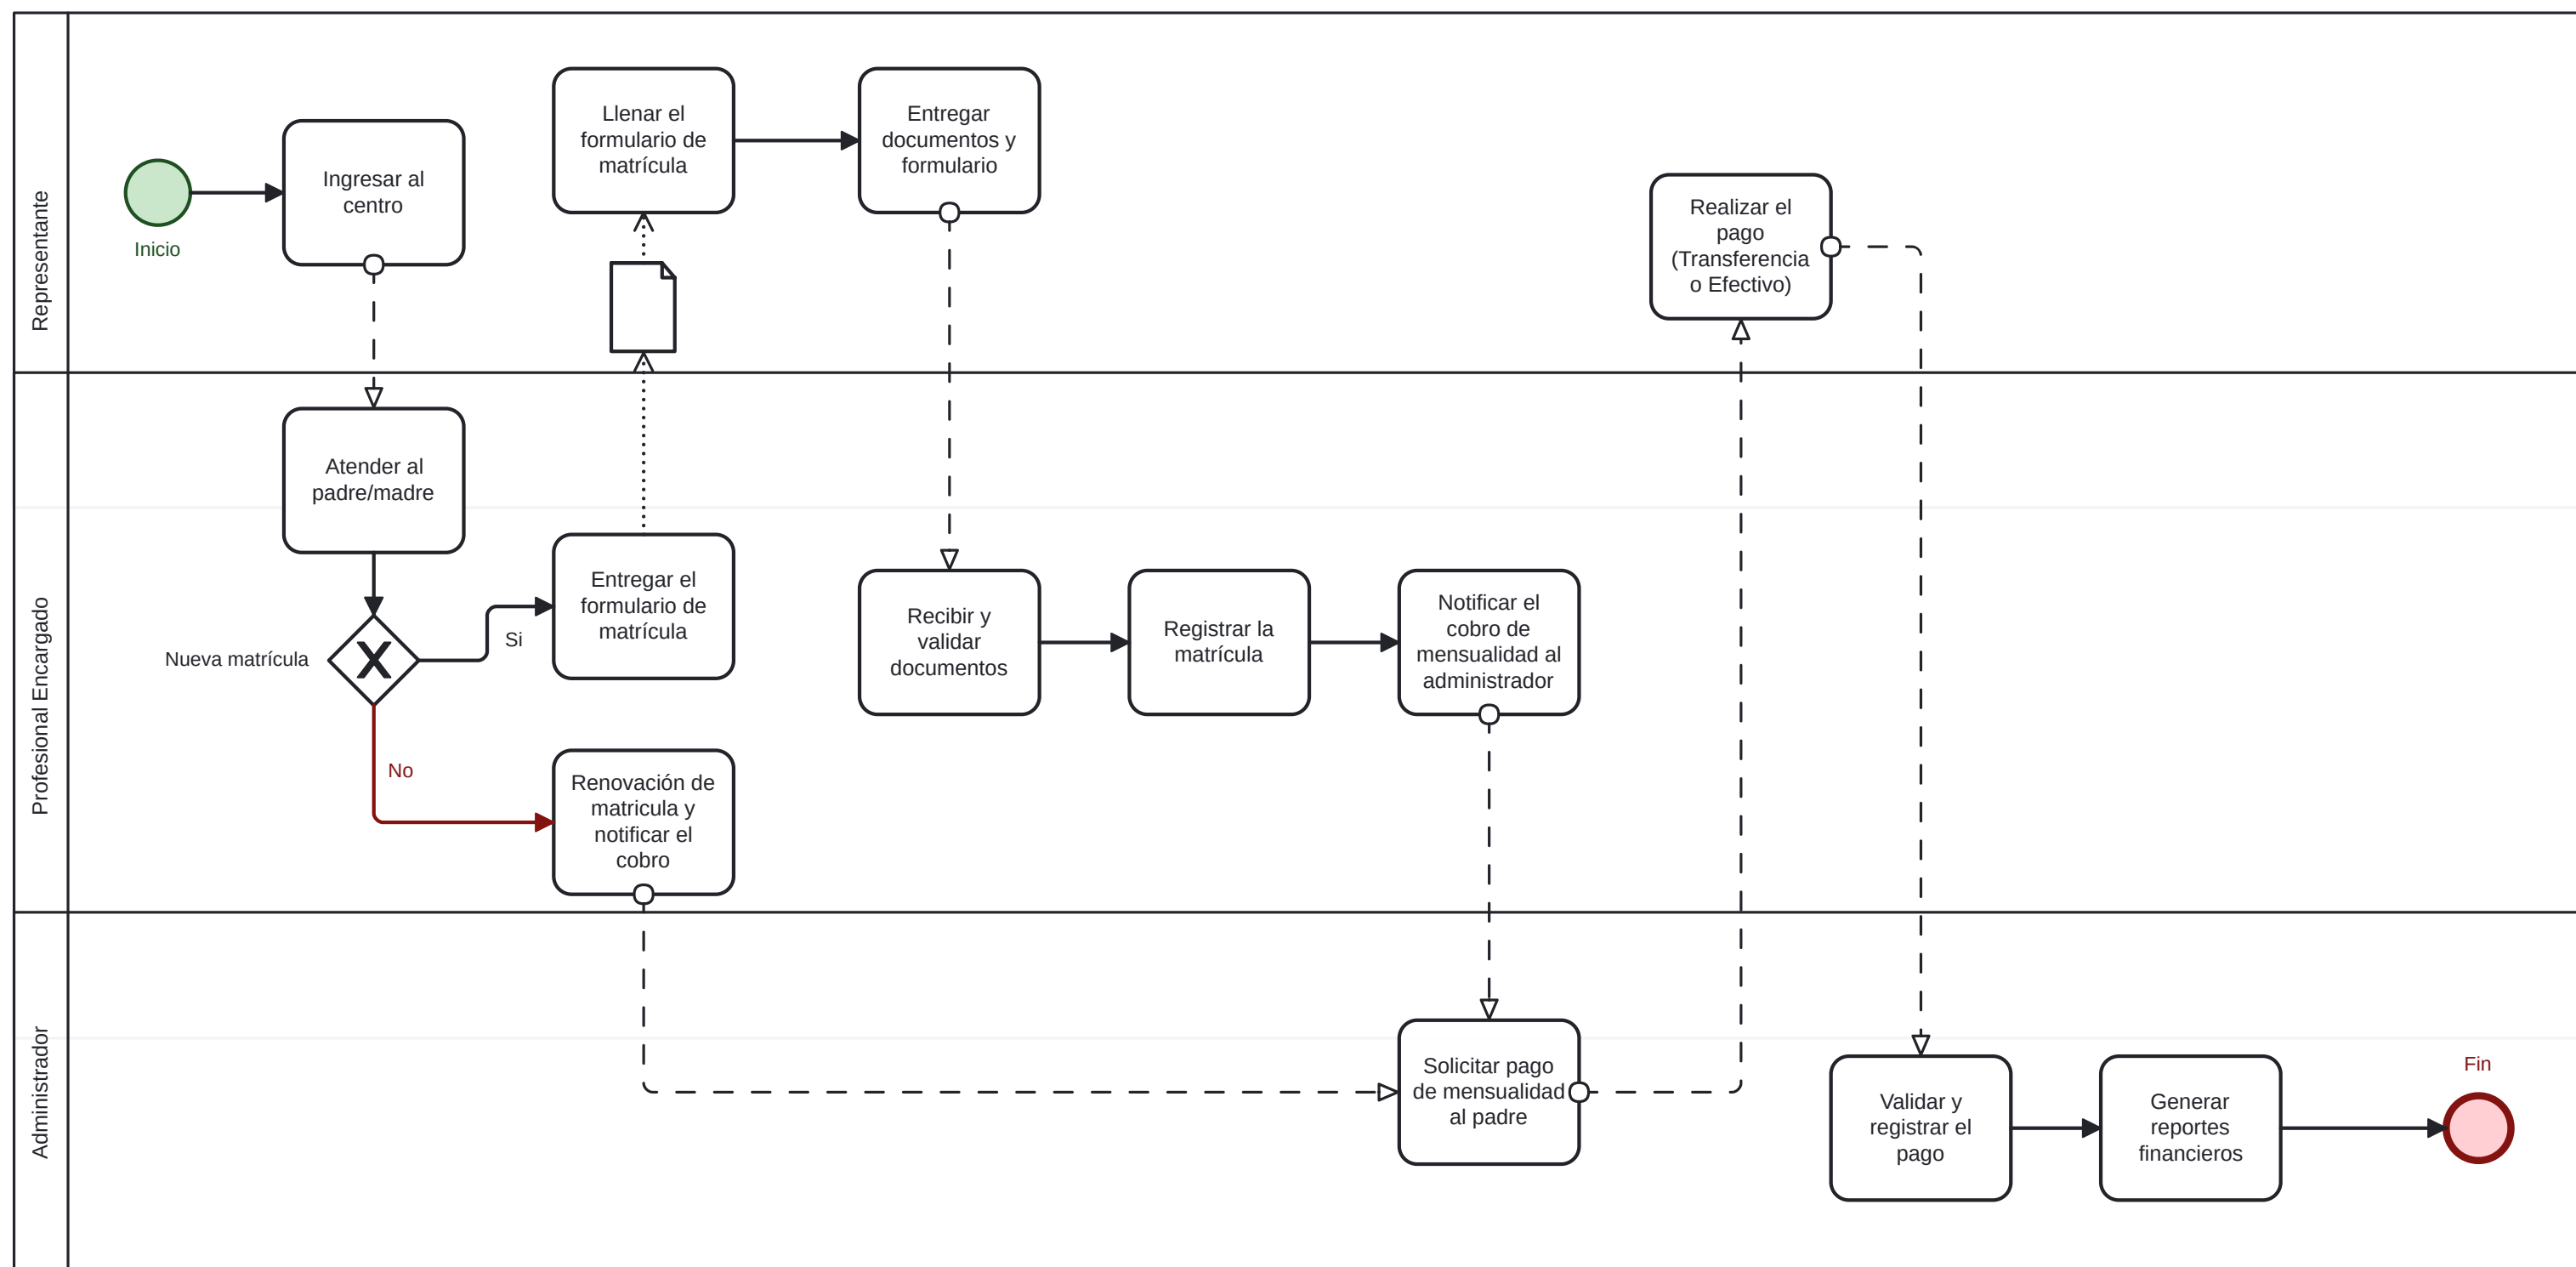 Representante
Inicio
Ingresar al
centro
Llenar el
formulario de
matrícula
Entregar
documentos y
formulario
Realizar el
pago
(Transferencia
o Efectivo)
Profesional Encargado
Atender al
padre/madre
Nueva matrícula
X
Si
No
Entregar el
formulario de
matrícula
Renovación de
matricula y
notificar el
cobro
Recibir y
validar
documentos
Registrar la
matrícula
Notificar el
cobro de
mensualidad al
administrador
Administrador
Solicitar pago
de mensualidad
al padre
Validar y
registrar el
pago
Generar
reportes
financieros
Fin